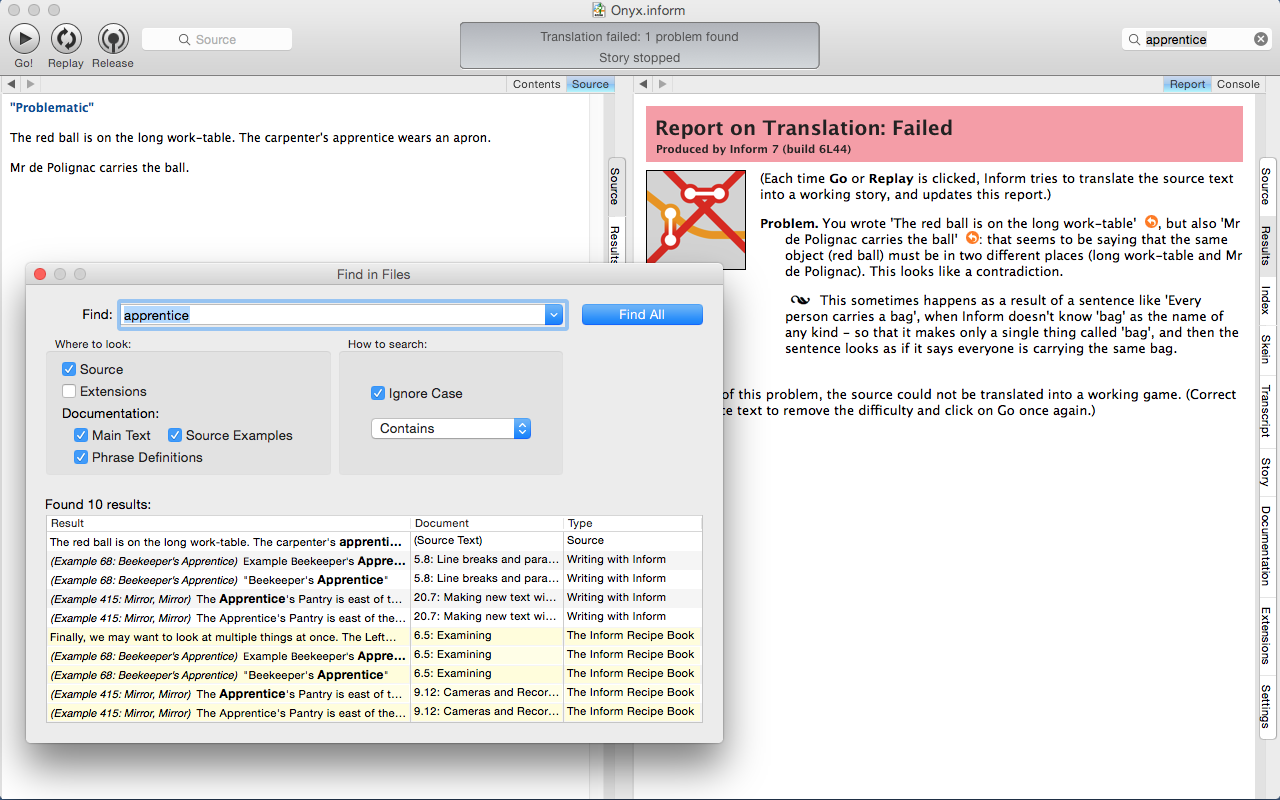 Onyx.inform
Go!
Replay
Release
Source
Translation failed: 1 problem found
Story stopped
apprentice
Contents
Source
"Problematic"
The red ball is on the long work-table. The carpenter's apprentice wears an apron.
Mr de Polignac carries the ball.
Source
Results
Report
Console
Report on Translation: Failed
Produced by Inform 7 (build 6L44)
(Each time Go or Replay is clicked, Inform tries to translate the source text
into a working story, and updates this report.)
Problem. You wrote 'The red ball is on the long work-table' , but also 'Mr
de Polignac carries the ball' : that seems to be saying that the same
object (red ball) must be in two different places (long work-table and Mr
de Polignac). This looks like a contradiction.
This sometimes happens as a result of a sentence like 'Every
person carries a bag', when Inform doesn't know 'bag' as the name of
any kind - so that it makes only a single thing called 'bag', and then the
sentence looks as if it says everyone is carrying the same bag.
of this problem, the source could not be translated into a working game. (Correct
ce text to remove the difficulty and click on Go once again.)
Source
Results
Index
Skein
Transcript
Story
Documentation
Extensions
Settings
Find in Files
Find:
apprentice
Find All
Where to look:
Source
Extensions
Documentation:
Main Text
Source Examples
Phrase Definitions
How to search:
Ignore Case
Contains
Found 10 results:
Result Document Type
The red ball is on the long work-table. The carpenter's apprenti... (Source Text) Source
(Example 68: Beekeeper's Apprentice) Example Beekeeper's Appre... 5.8: Line breaks and para... Writing with Inform
(Example 68: Beekeeper's Apprentice) "Beekeeper's Apprentice" 5.8: Line breaks and para... Writing with Inform
(Example 415: Mirror, Mirror) The Apprentice's Pantry is east of t... 20.7: Making new text wi... Writing with Inform
(Example 415: Mirror, Mirror) The Apprentice's Pantry is east of the... 20.7: Making new text wi... Writing with Inform
Finally, we may want to look at multiple things at once. The Left... 6.5: Examining The Inform Recipe Book
(Example 68: Beekeeper's Apprentice) Example Beekeeper's Appre... 6.5: Examining The Inform Recipe Book
(Example 68: Beekeeper's Apprentice) "Beekeeper's Apprentice" 6.5: Examining The Inform Recipe Book
(Example 415: Mirror, Mirror) The Apprentice's Pantry is east of t... 9.12: Cameras and Recor... The Inform Recipe Book
(Example 415: Mirror, Mirror) The Apprentice's Pantry is east of the... 9.12: Cameras and Recor... The Inform Recipe Book